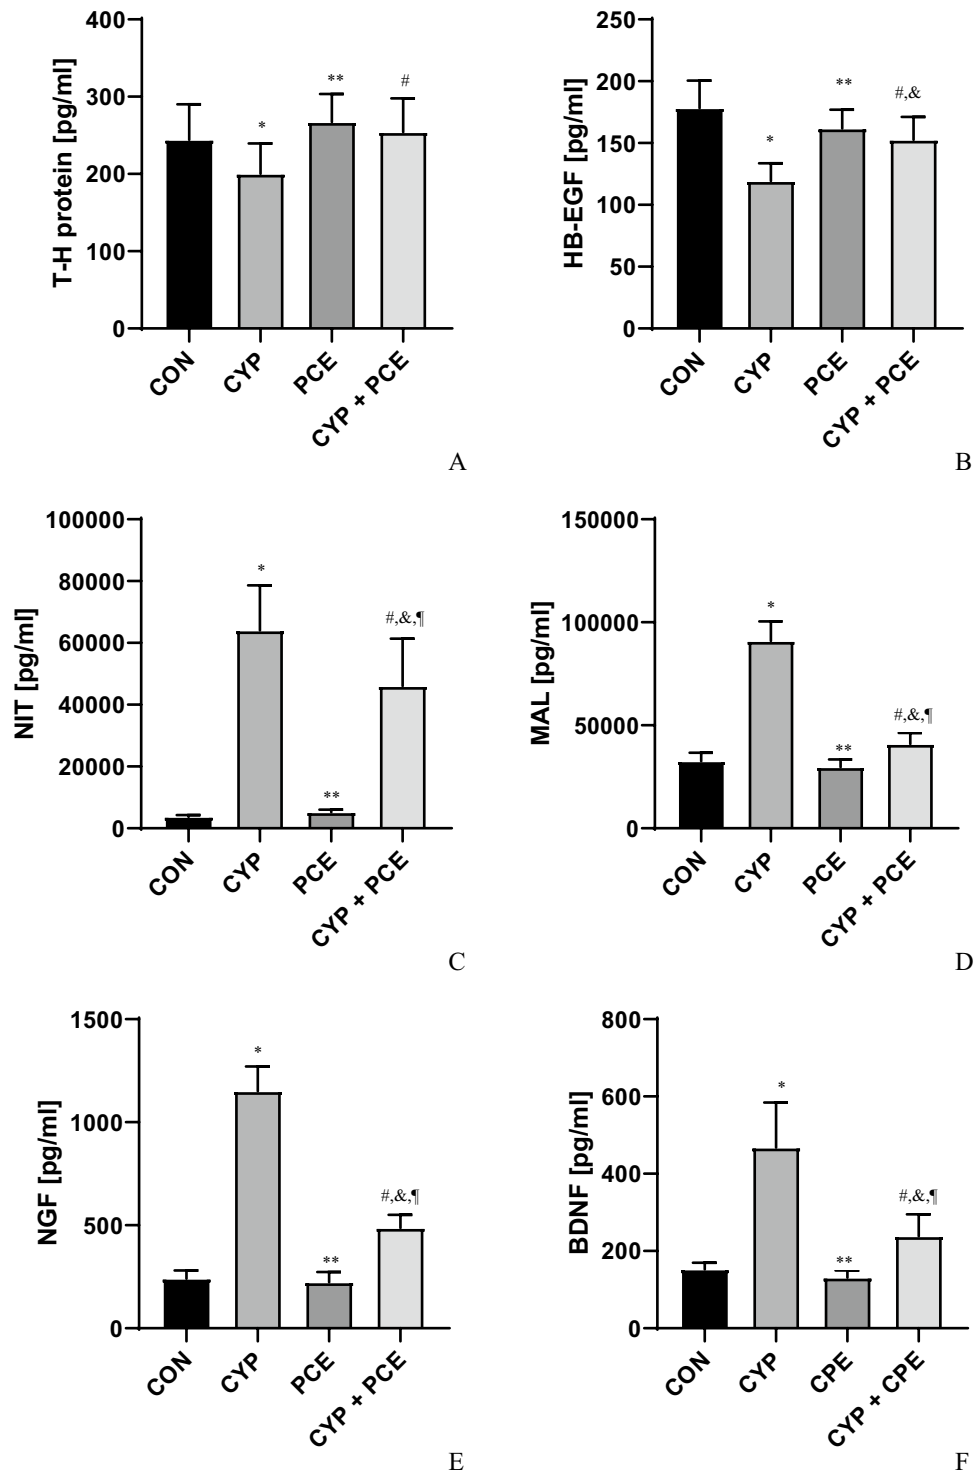 T-H protein [pg/ml]
400
300
200
100
0
*
**
#
CON
CYP
PCE
CYP + PCE
A
HB-EGF [pg/ml]
250
200
150
100
50
0
*
**
#,&
CON
CYP
PCE
CYP + PCE
B
NIT [pg/ml]
100000
80000
60000
40000
20000
0
*
**
#,&,¶
CON
CYP
PCE
CYP + PCE
C
MAL [pg/ml]
150000
100000
50000
0
*
**
#,&,¶
CON
CYP
PCE
CYP + PCE
D
NGF [pg/ml]
1500
1000
500
0
*
**
#,&,¶
CON
CYP
PCE
CYP + PCE
E
BDNF [pg/ml]
800
600
400
200
0
*
**
#,&,¶
CON
CYP
CPE
CYP + CPE
F